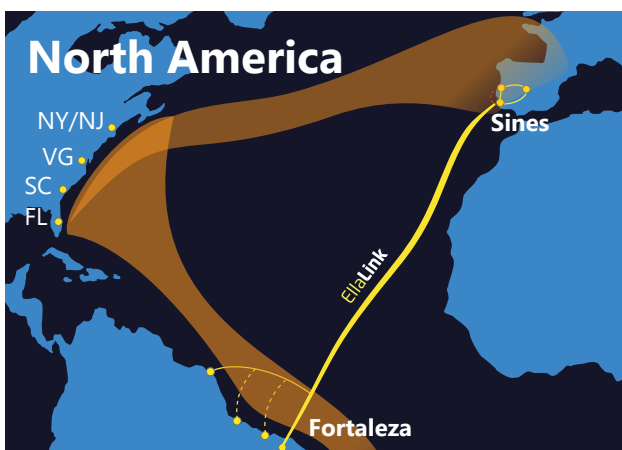 North America
NY/NJ
VG
SC
FL
Sines
EllaLink
Fortaleza